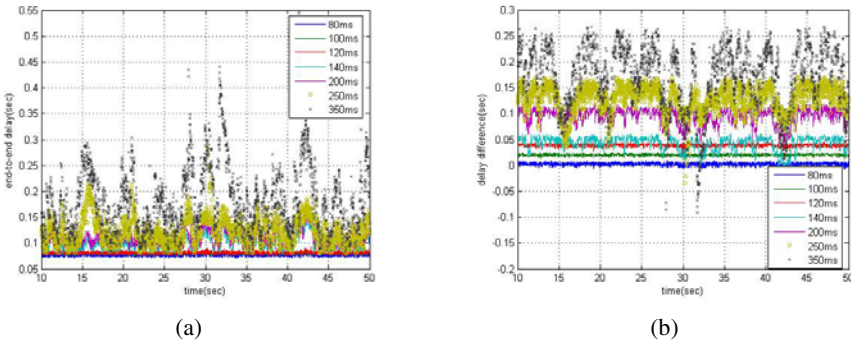 0.55
0.5
0.45
0.4
0.35
0.3
0.25
0.2
0.15
0.1
0.05
10 15 20 25 30 35 40 45 50
end-to-end delay(sec)
time(sec)
80ms
100ms
120ms
140ms
200ms
250ms
350ms
(a)
0.3
0.25
0.2
0.15
0.1
0.05
0
-0.05
-0.1
-0.15
-0.2
10 15 20 25 30 35 40 45 50
delay difference(sec)
time(sec)
80ms
100ms
120ms
140ms
200ms
250ms
350ms
(b)